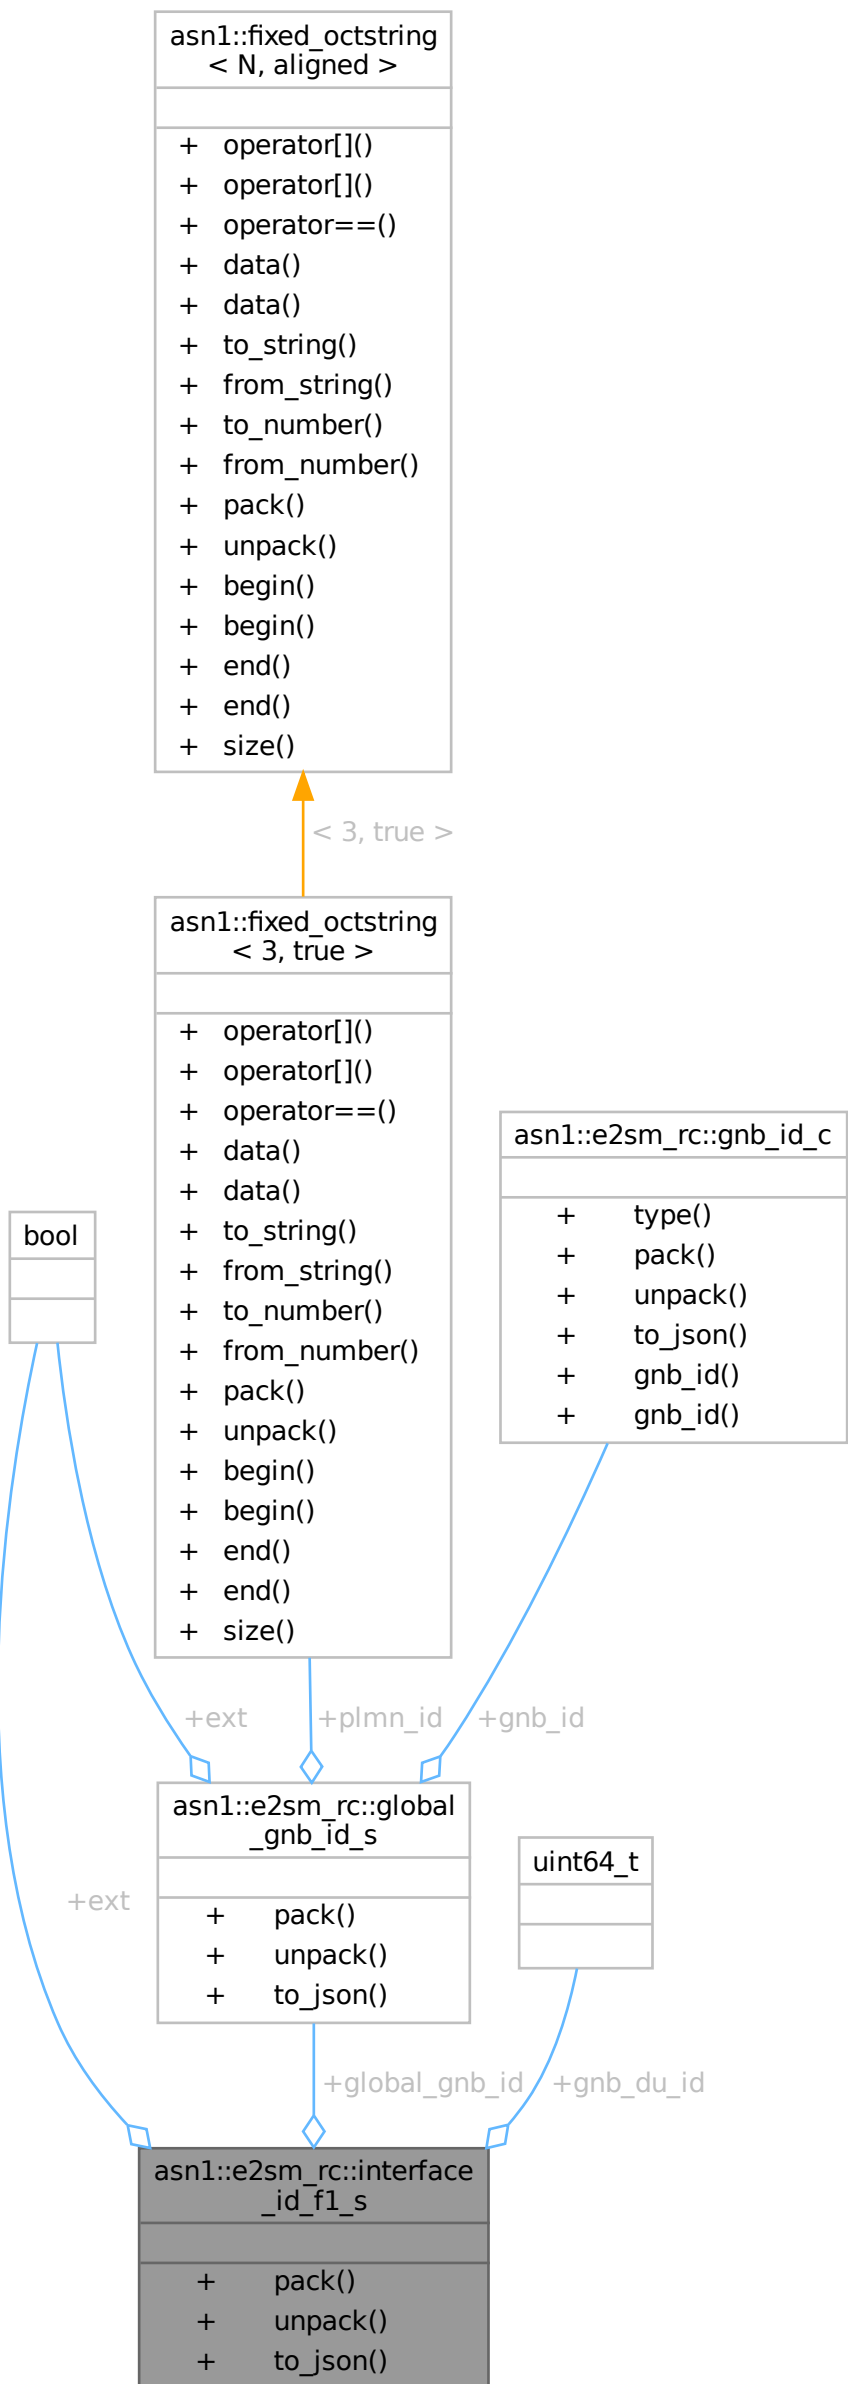 asn1::fixed_octstring
< N, aligned >
+ operator[]()
+ operator[]()
+ operator==()
+ data()
+ data()
+ to_string()
+ from_string()
+ to_number()
+ from_number()
+ pack()
+ unpack()
+ begin()
+ begin()
+ end()
+ end()
+ size()
< 3, true >
asn1::fixed_octstring
< 3, true >
+ operator[]()
+ operator[]()
+ operator==()
+ data()
+ data()
+ to_string()
+ from_string()
+ to_number()
+ from_number()
+ pack()
+ unpack()
+ begin()
+ begin()
+ end()
+ end()
+ size()
asn1::e2sm_rc::gnb_id_c
+ type()
+ pack()
+ unpack()
+ to_json()
+ gnb_id()
+ gnb_id()
bool
+ext
+plmn_id
+gnb_id
asn1::e2sm_rc::global
_gnb_id_s
+ pack()
+ unpack()
+ to_json()
uint64_t
+ext
+global_gnb_id
+gnb_du_id
asn1::e2sm_rc::interface
_id_f1_s
+ pack()
+ unpack()
+ to_json()